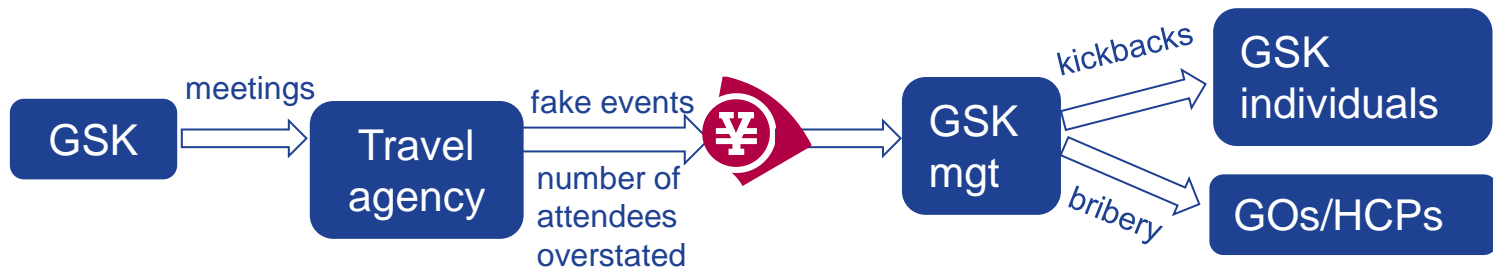 GSK
meetings
Travel
agency
fake events
number of
attendees
overstated
¥
GSK
mgt
kickbacks
GSK
individuals
bribery
GOs/HCPs